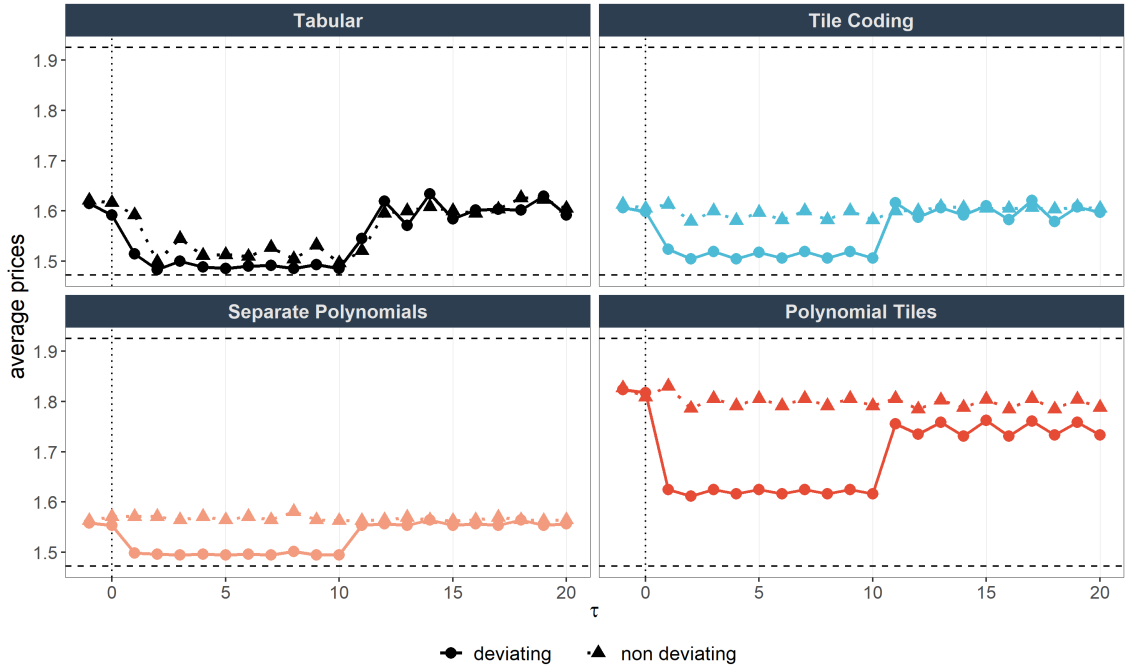 Tabular
Tile Coding
1.9
1.8
1.7
1.6
1.5
Separate Polynomials
Polynomial Tiles
1.9
1.8
1.7
1.6
1.5
average prices
0 5 10 15 20
0 5 10 15 20
τ
deviating non deviating